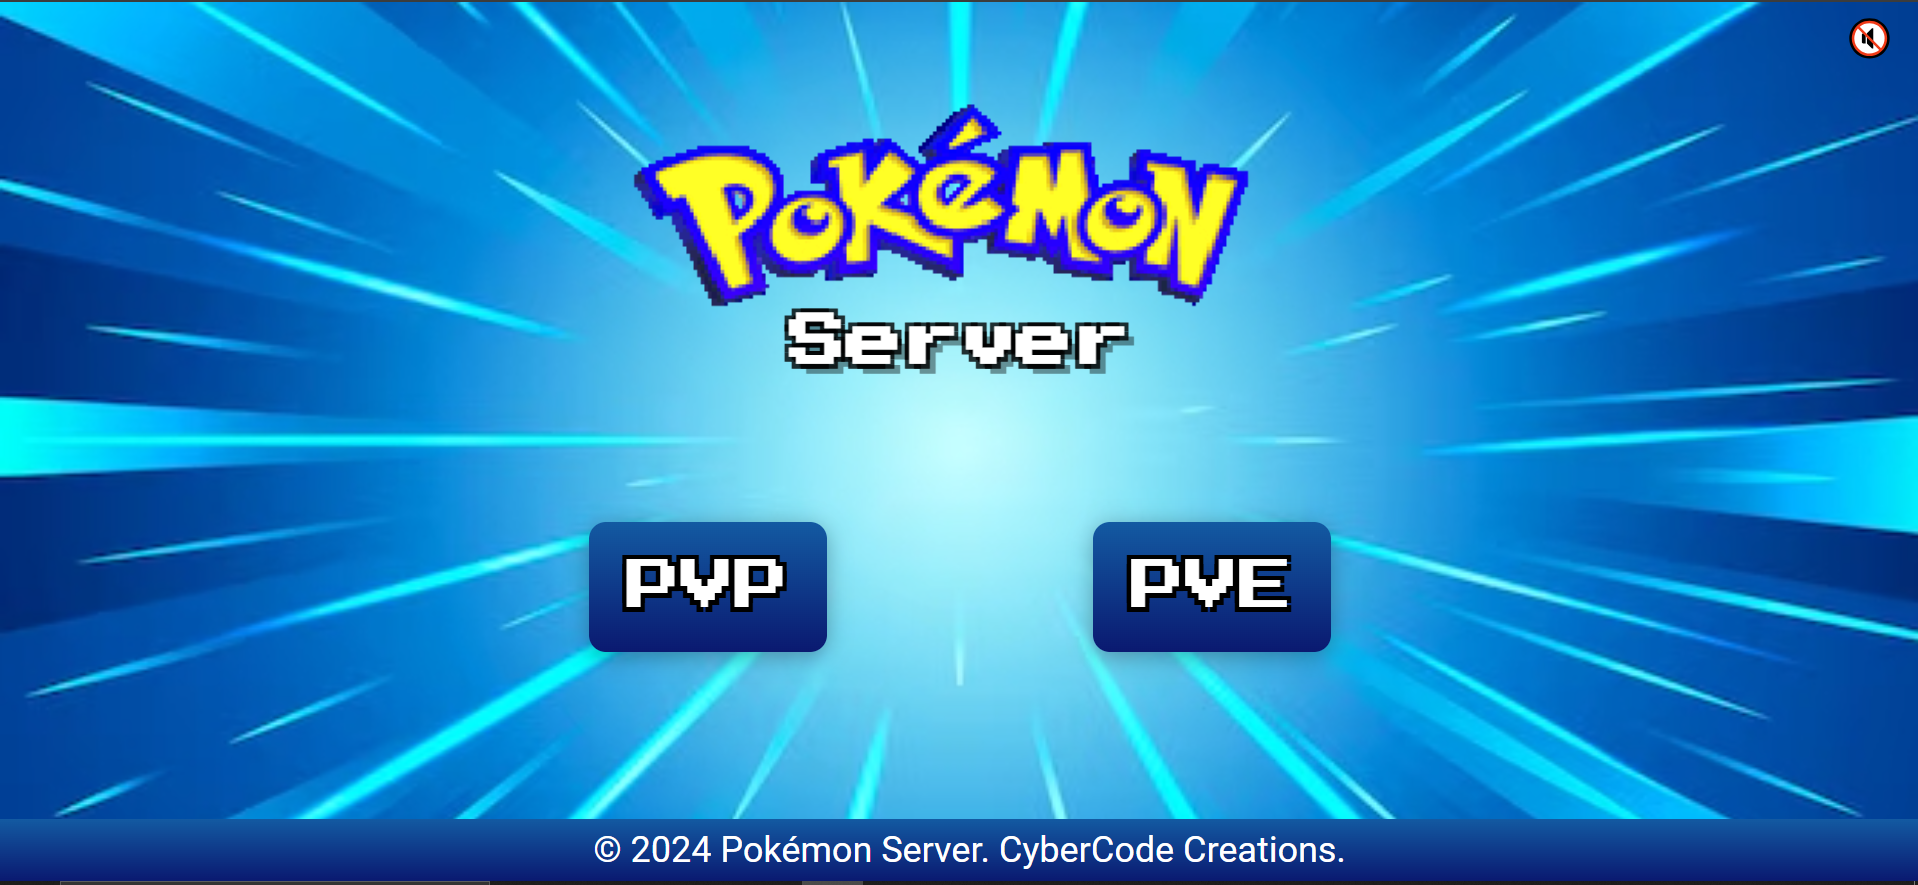 POKéMON
Server
PVP
PVE
© 2024 Pokémon Server. CyberCode Creations.